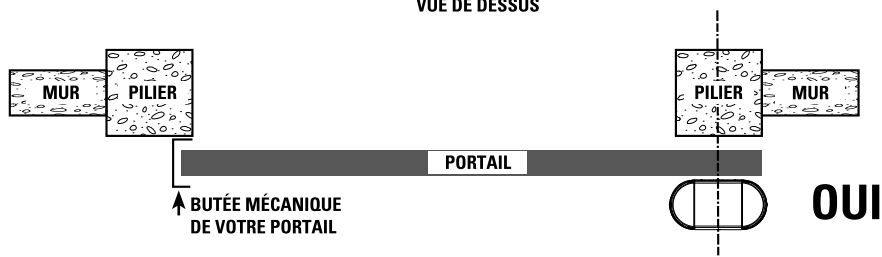 VUE DE DESSUS
MUR PILIER PILIER MUR
PORTAIL
BUTÉE MÉCANIQUE
DE VOTRE PORTAIL
OUI